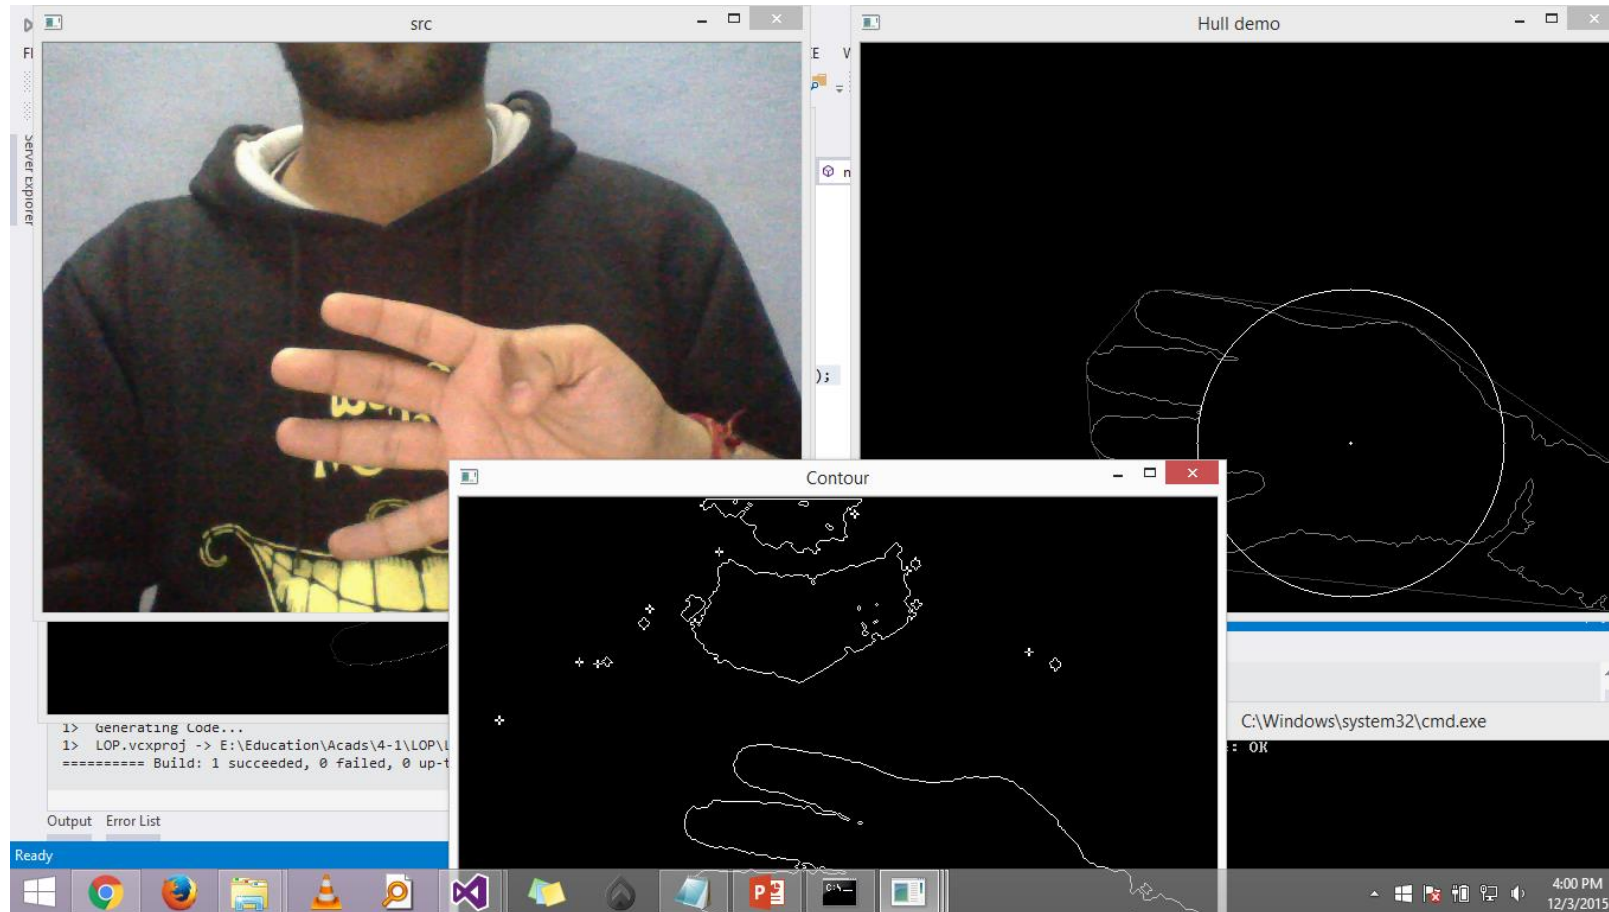 src
Hull demo
Server Explorer
);
Contour
1> Generating Code...
1> LOP.vcxproj -> E:\Education\Acads\4-1\LOP\L
========== Build: 1 succeeded, 0 failed, 0 up-t
C:\Windows\system32\cmd.exe
: OK
Output Error List
Ready
4:00 PM
12/3/2015